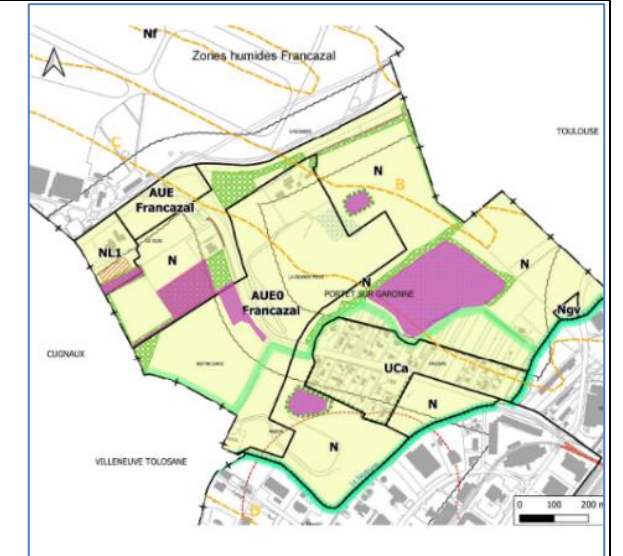 Nf
Zones humides Francazal
TOULOUSE
C
N
B
AUE
Francazal
NL1
N
N
AUE0
Francazal
N
PORTET SUR GARONNE
Ngv
CUGNAUX
UCa
N
N
VILLENEUVE TOLOSANE
D
0 100 200 m